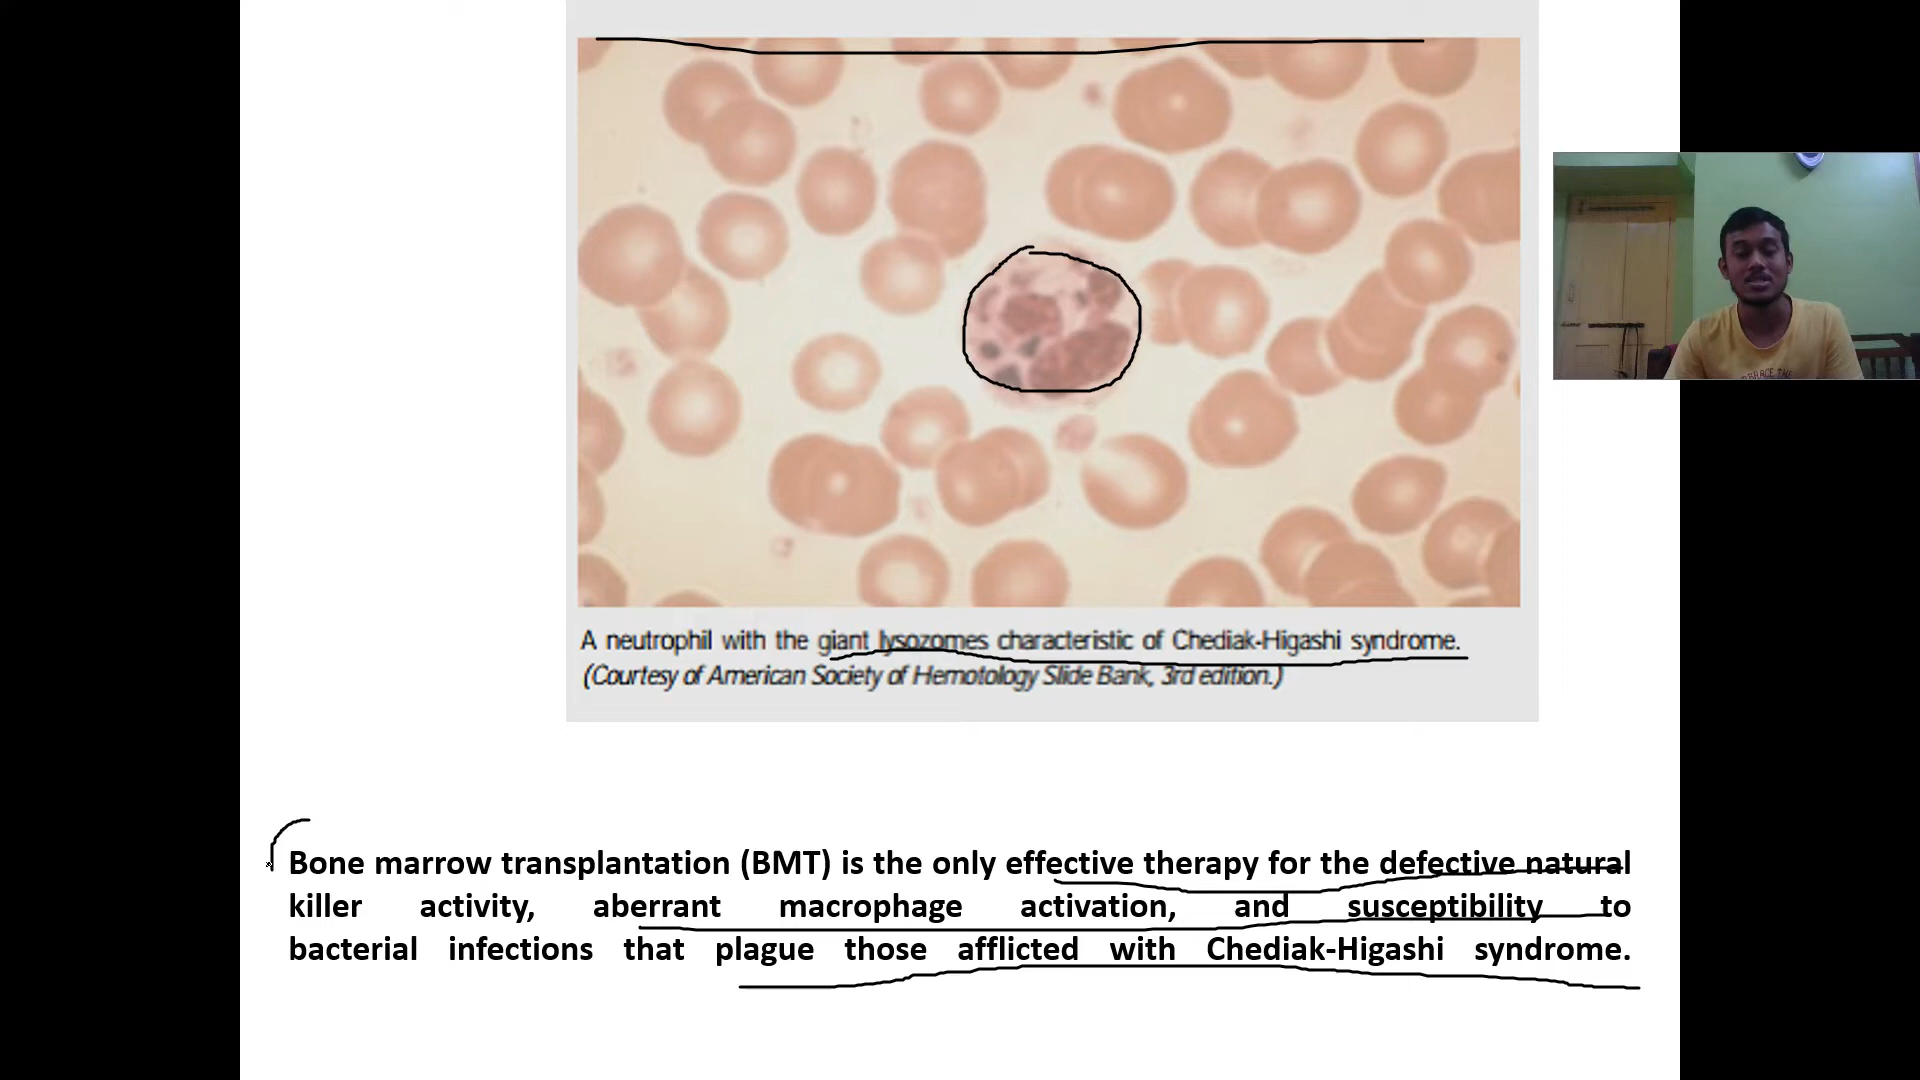 A neutrophil with the giant lysozomes characteristic of Chediak-Higashi syndrome.
(Courtesy of American Society of Hemotology Slide Bank, 3rd edition.)
Bone marrow transplantation (BMT) is the only effective therapy for the defective natural
killer activity, aberrant macrophage activation, and susceptibility to
bacterial infections that plague those afflicted with Chediak-Higashi syndrome.